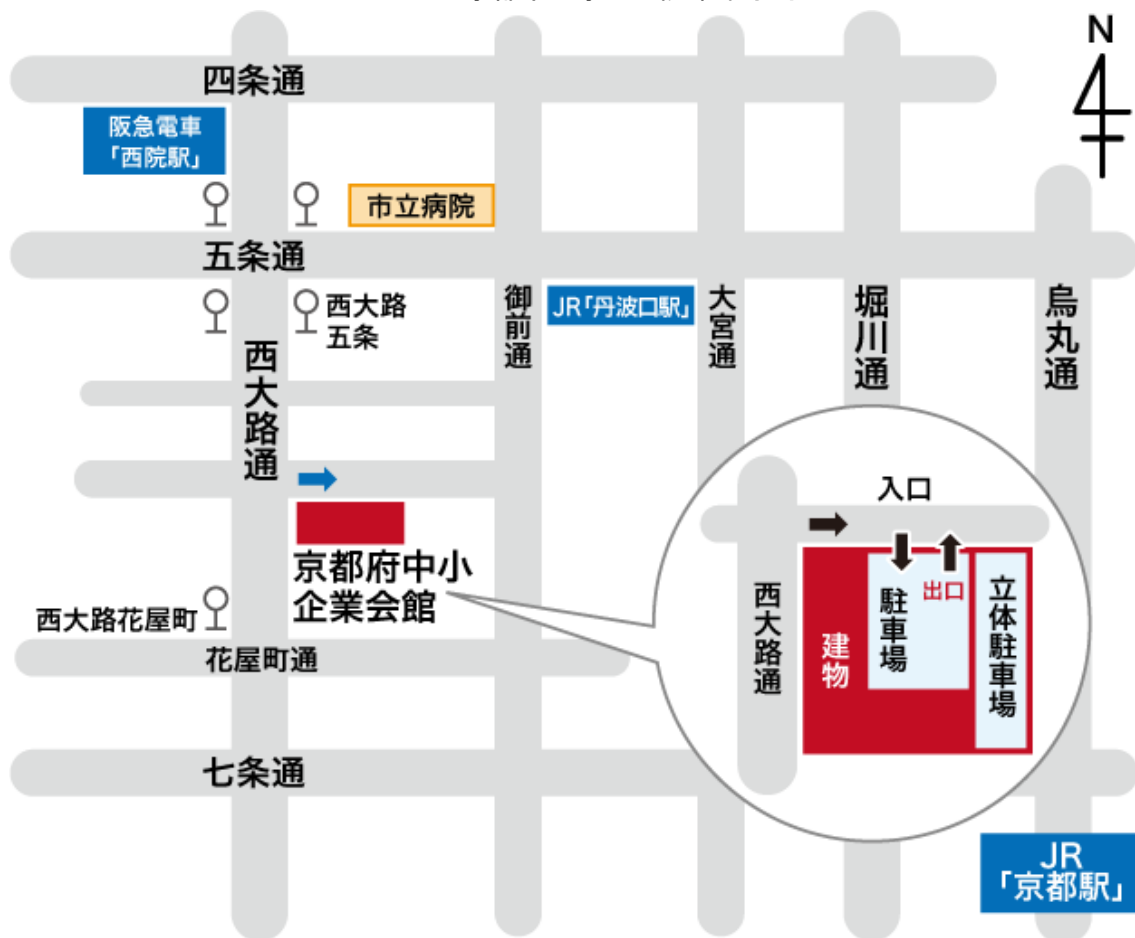 N
四条通
阪急電車
「西院駅」
市立病院
五条通
西大路
五条
西大路通
御前通
JR「丹波口駅」
大宮通
堀川通
烏丸通
京都府中小
企業会館
西大路花屋町
花屋町通
七条通
入口
西大路通
建物
駐車場
出口
立体駐車場
JR
「京都駅」